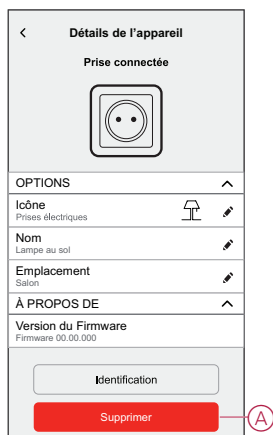 Détails de l'appareil
Prise connectée
OPTIONS
Icône
Prises électriques
Nom
Lampe au sol
Emplacement
Salon
À PROPOS DE
Version du Firmware
Firmware 00.00.000
Identification
Supprimer
A